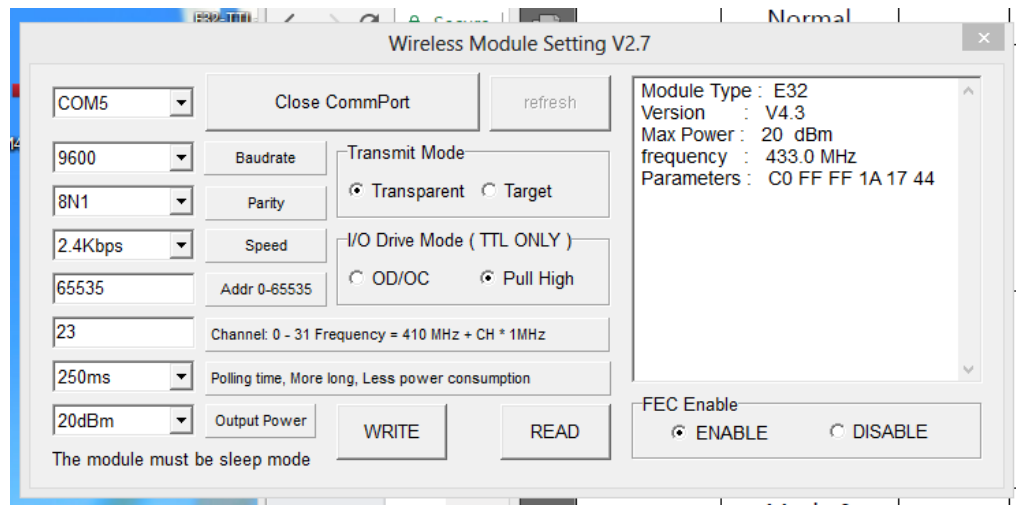 E32-TTL-
Secure
Normal
Wireless Module Setting V2.7
COM5
Close CommPort
refresh
9600
Baudrate
8N1
Parity
2.4Kbps
Speed
65535
Addr 0-65535
Transmit Mode
Transparent
Target
I/O Drive Mode ( TTL ONLY )
OD/OC
Pull High
23
Channel: 0 - 31 Frequency = 410 MHz + CH * 1MHz
250ms
Polling time, More long, Less power consumption
20dBm
Output Power
WRITE
READ
The module must be sleep mode
Module Type : E32
Version : V4.3
Max Power : 20 dBm
frequency : 433.0 MHz
Parameters : C0 FF FF 1A 17 44
FEC Enable
ENABLE
DISABLE